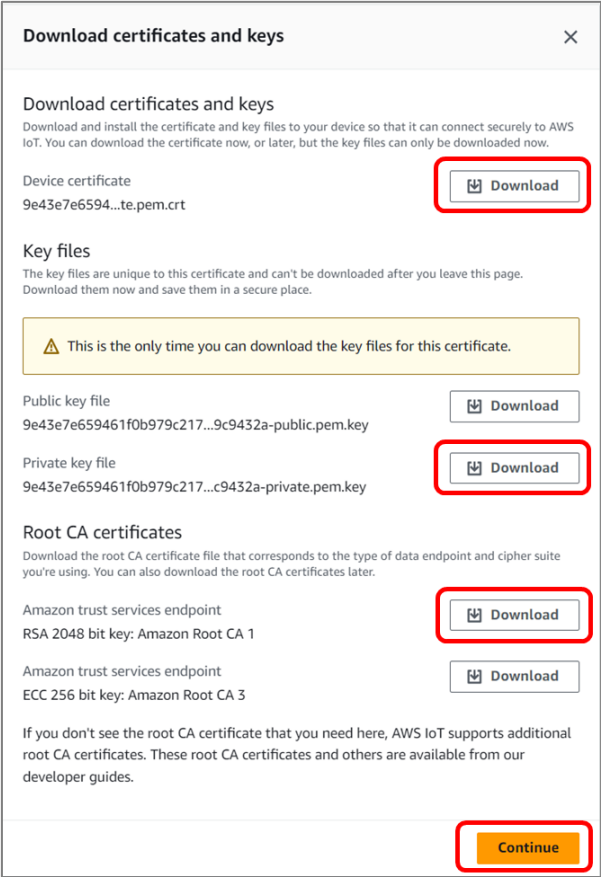 Download certificates and keys
Download certificates and keys
Download and install the certificate and key files to your device so that it can connect securely to AWS
IoT. You can download the certificate now, or later, but the key files can only be downloaded now.
Device certificate
9e43e7e6594...te.pem.crt
Download
Key files
The key files are unique to this certificate and can't be downloaded after you leave this page.
Download them now and save them in a secure place.
This is the only time you can download the key files for this certificate.
Public key file
9e43e7e659461f0b979c217...9c9432a-public.pem.key
Download
Private key file
9e43e7e659461f0b979c217...c9432a-private.pem.key
Download
Root CA certificates
Download the root CA certificate file that corresponds to the type of data endpoint and cipher suite
you're using. You can also download the root CA certificates later.
Amazon trust services endpoint
RSA 2048 bit key: Amazon Root CA 1
Download
Amazon trust services endpoint
ECC 256 bit key: Amazon Root CA 3
Download
If you don't see the root CA certificate that you need here, AWS IoT supports additional
root CA certificates. These root CA certificates and others are available from our
developer guides.
Continue